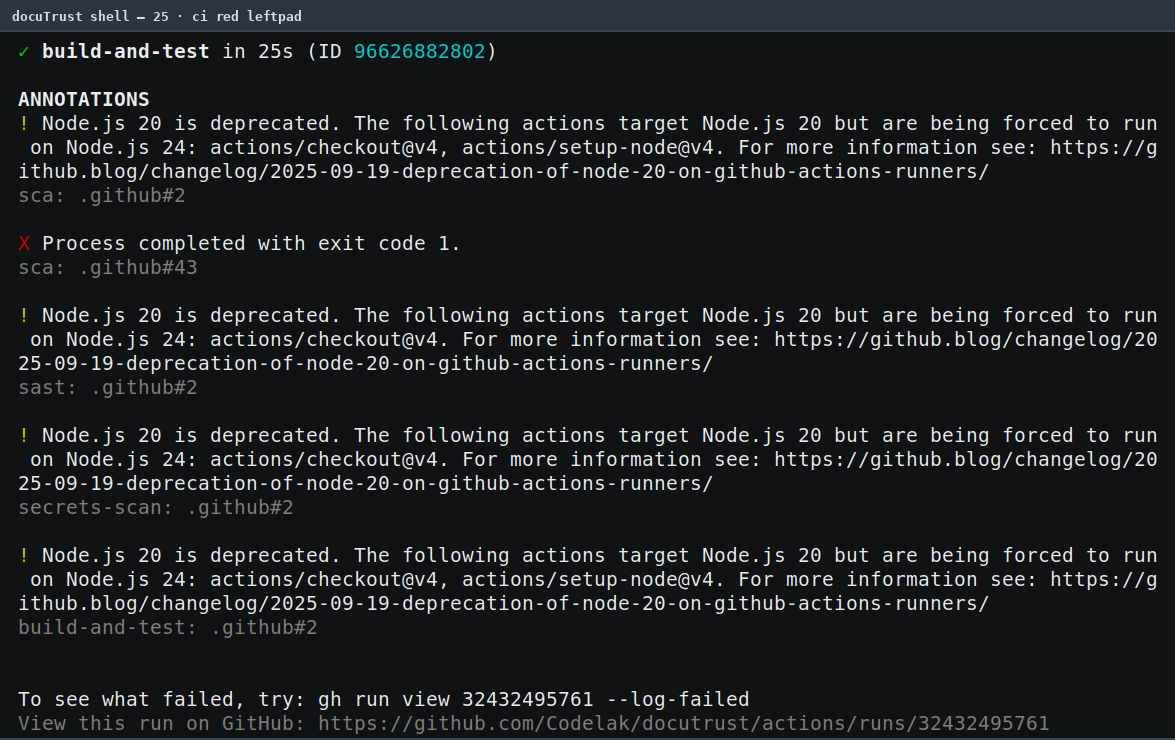 docuTrust shell — 25 · ci red leftpad
✓ build-and-test in 25s (ID 96626882802)
ANNOTATIONS
! Node.js 20 is deprecated. The following actions target Node.js 20 but are being forced to run
on Node.js 24: actions/checkout@v4, actions/setup-node@v4. For more information see: https://g
ithub.blog/changelog/2025-09-19-deprecation-of-node-20-on-github-actions-runners/
sca: .github#2
X Process completed with exit code 1.
sca: .github#43
! Node.js 20 is deprecated. The following actions target Node.js 20 but are being forced to run
on Node.js 24: actions/checkout@v4. For more information see: https://github.blog/changelog/20
25-09-19-deprecation-of-node-20-on-github-actions-runners/
sast: .github#2
! Node.js 20 is deprecated. The following actions target Node.js 20 but are being forced to run
on Node.js 24: actions/checkout@v4. For more information see: https://github.blog/changelog/20
25-09-19-deprecation-of-node-20-on-github-actions-runners/
secrets-scan: .github#2
! Node.js 20 is deprecated. The following actions target Node.js 20 but are being forced to run
on Node.js 24: actions/checkout@v4, actions/setup-node@v4. For more information see: https://g
ithub.blog/changelog/2025-09-19-deprecation-of-node-20-on-github-actions-runners/
build-and-test: .github#2
To see what failed, try: gh run view 32432495761 --log-failed
View this run on GitHub: https://github.com/Codelak/docutrust/actions/runs/32432495761